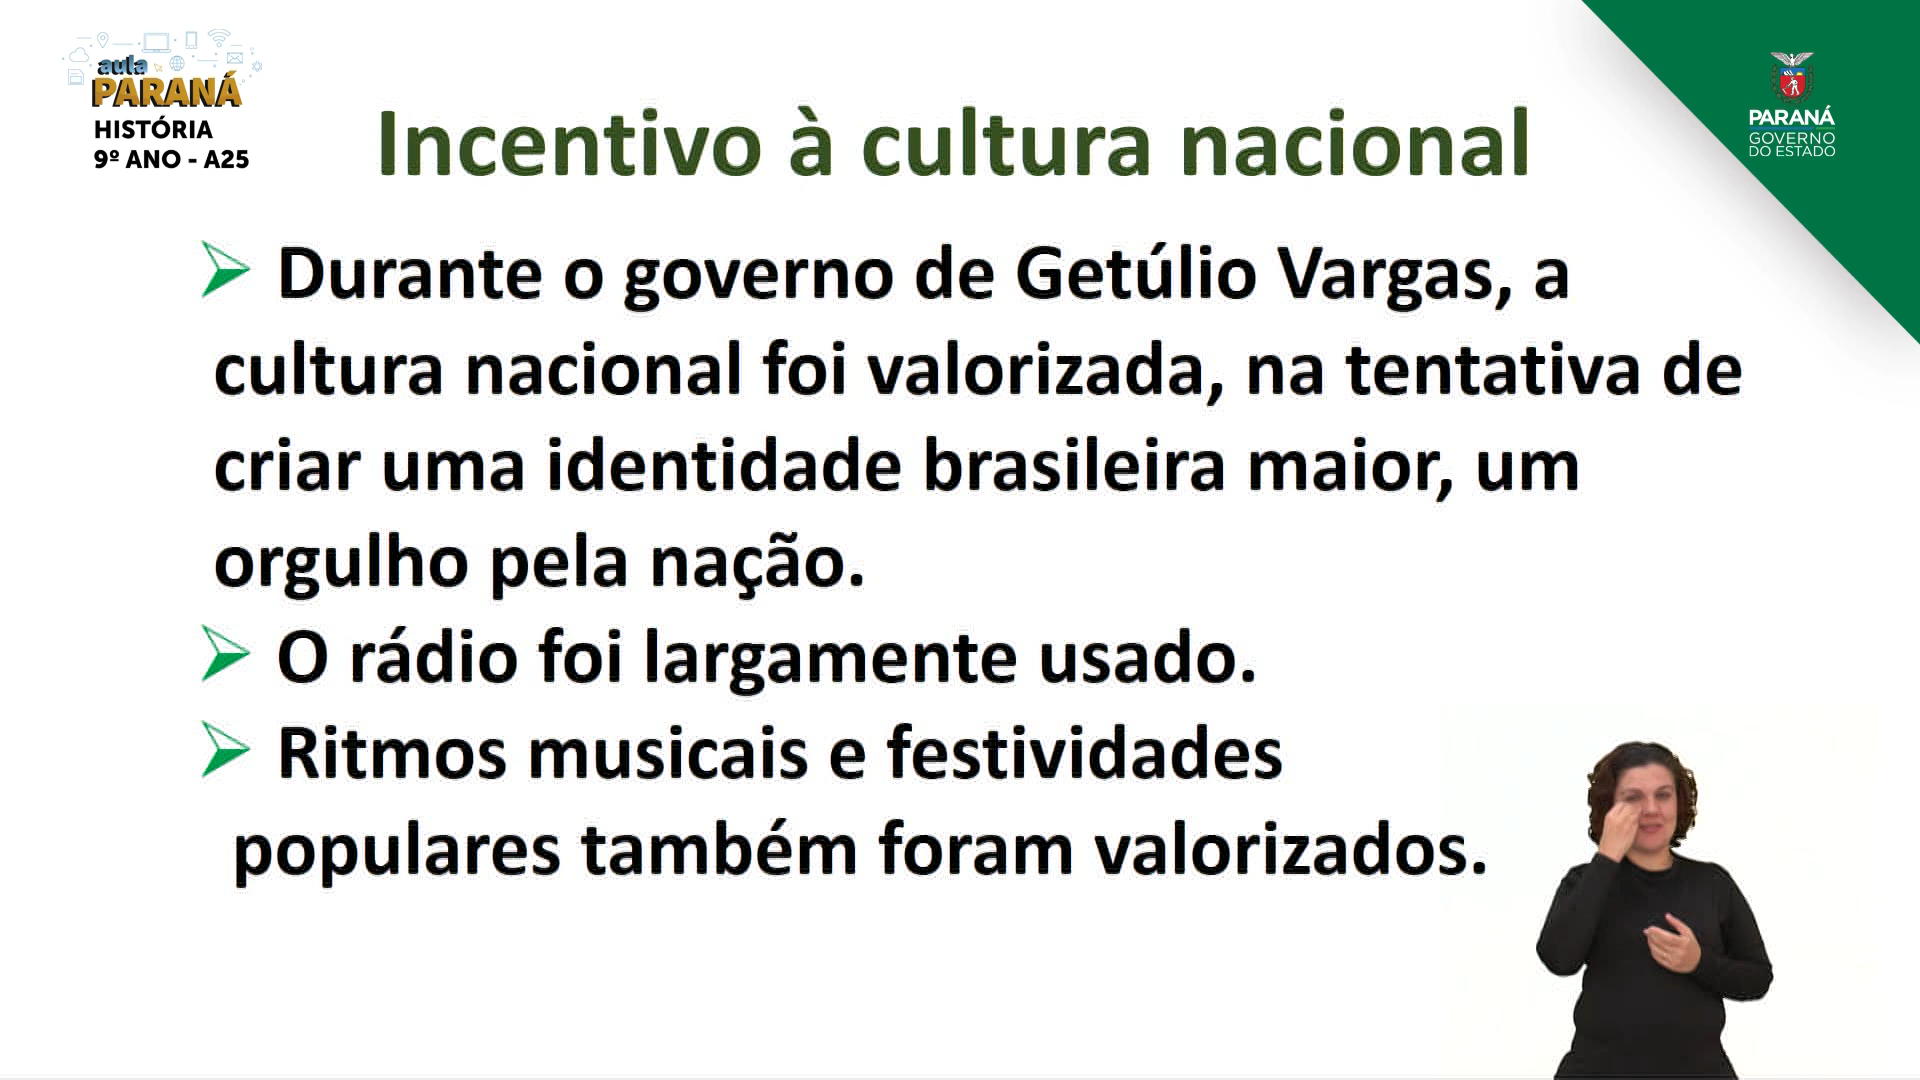 aula
PARANÁ
HISTÓRIA
9º ANO - A25
PARANÁ
GOVERNO
DO ESTADO
Incentivo à cultura nacional
Durante o governo de Getúlio Vargas, a
cultura nacional foi valorizada, na tentativa de
criar uma identidade brasileira maior, um
orgulho pela nação.
O rádio foi largamente usado.
Ritmos musicais e festividades
populares também foram valorizados.